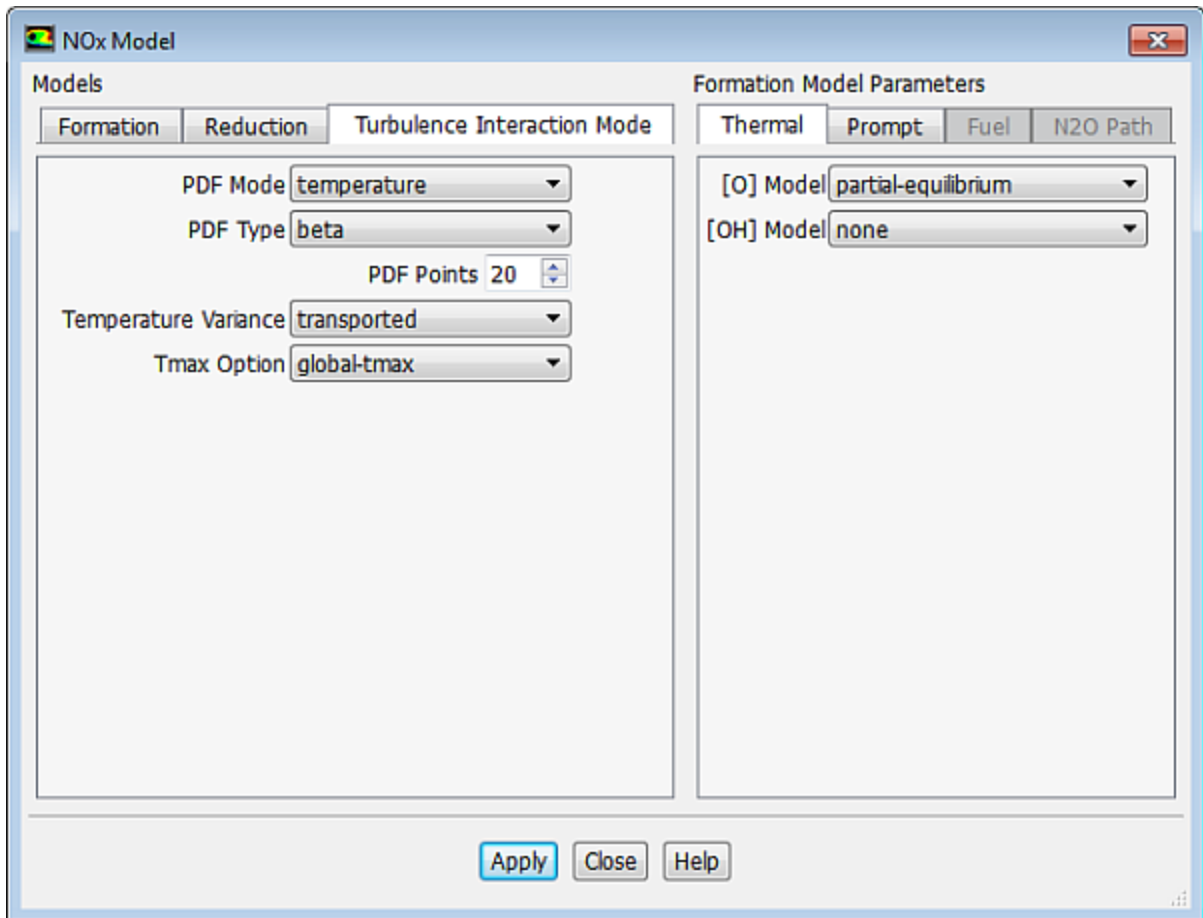 NOx Model
Models
Formation Reduction Turbulence Interaction Mode
PDF Mode temperature
PDF Type beta
PDF Points 20
Temperature Variance transported
Tmax Option global-tmax
Formation Model Parameters
Thermal Prompt Fuel N2O Path
[O] Model partial-equilibrium
[OH] Model none
Apply Close Help